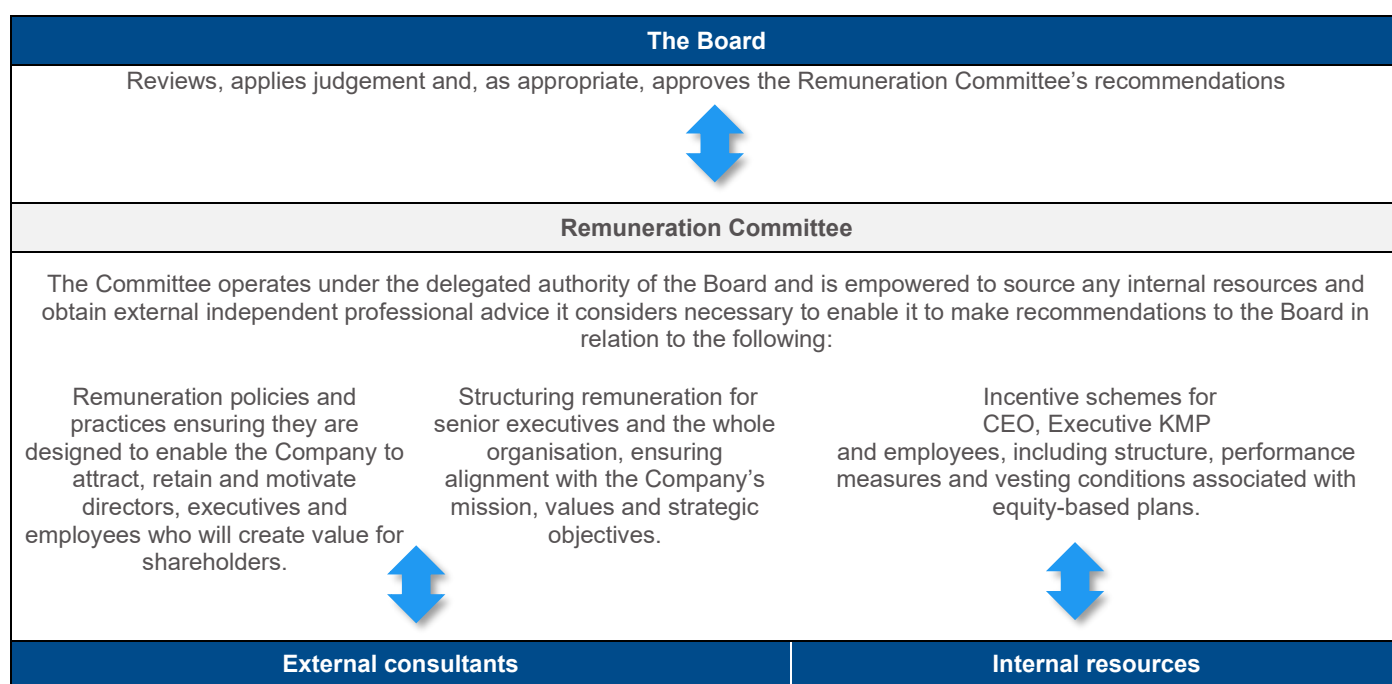 The Board
Reviews, applies judgement and, as appropriate, approves the Remuneration Committee’s recommendations
Remuneration Committee
The Committee operates under the delegated authority of the Board and is empowered to source any internal resources and
obtain external independent professional advice it considers necessary to enable it to make recommendations to the Board in
relation to the following:
Remuneration policies and
practices ensuring they are
designed to enable the Company to
attract, retain and motivate
directors, executives and
employees who will create value for
shareholders.
Structuring remuneration for
senior executives and the whole
organisation, ensuring
alignment with the Company’s
mission, values and strategic
objectives.
Incentive schemes for
CEO, Executive KMP
and employees, including structure, performance
measures and vesting conditions associated with
equity-based plans.
External consultants
Internal resources